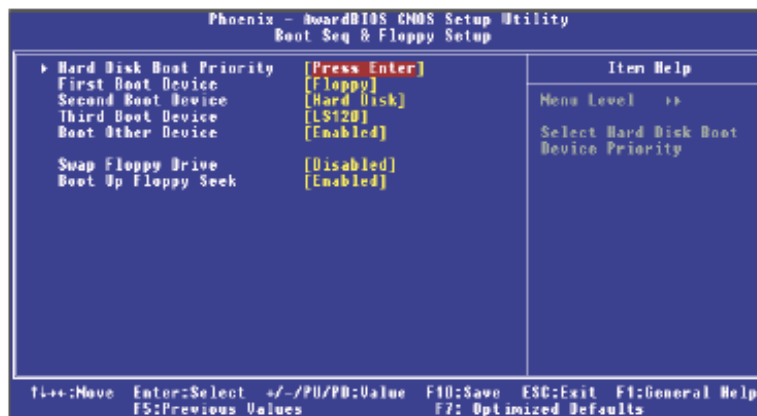 Phoenix - AwardBIOS CMOS Setup Utility
Boot Seq & Floppy Setup
Hard Disk Boot Priority [Press Enter]
First Boot Device [Floppy]
Second Boot Device [Hard Disk]
Third Boot Device [LS120]
Boot Other Device [Enabled]
Swap Floppy Drive [Disabled]
Boot Up Floppy Seek [Enabled]
Item Help
Menu Level ▸▸
Select Hard Disk Boot
Device Priority
↑↓→←:Move Enter:Select +/-/PU/PD:Value F10:Save ESC:Exit F1:General Help
F5:Previous Values F7: Optimized Defaults